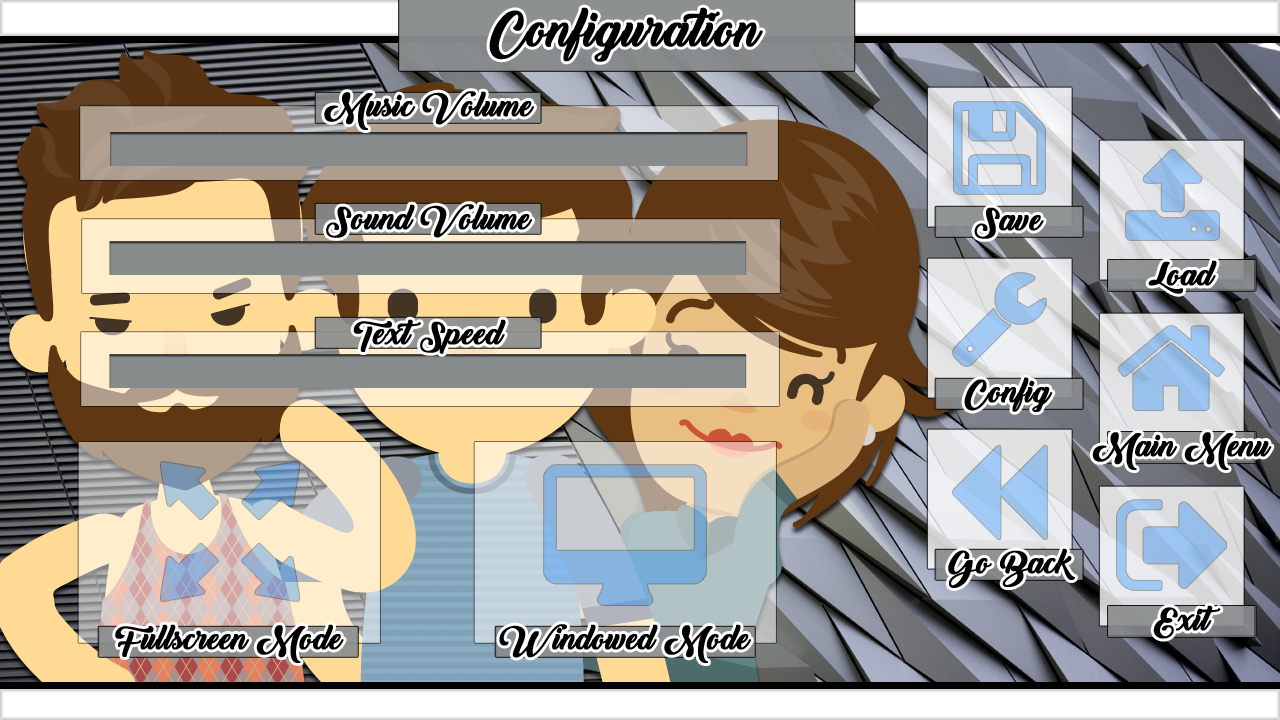 Configuration
Music Volume
Sound Volume
Text Speed
Fullscreen Mode
Windowed Mode
Save
Load
Config
Main Menu
Go Back
Exit